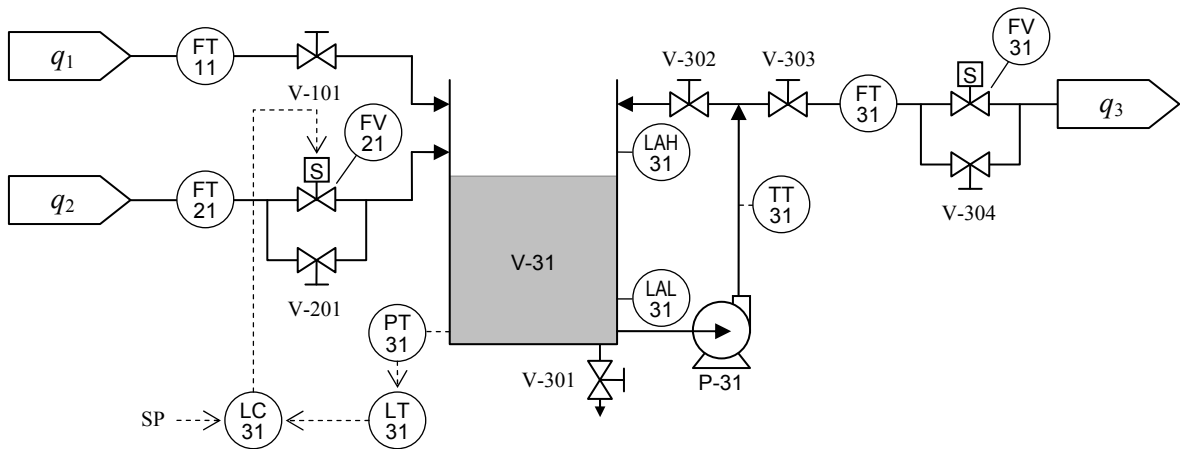 q1
FT
11
V-101
q2
FT
21
S
FV
21
V-201
PT
31
SP
LC
31
LT
31
V-31
LAH
31
LAL
31
V-301
P-31
TT
31
V-302
V-303
FT
31
S
FV
31
V-304
q3